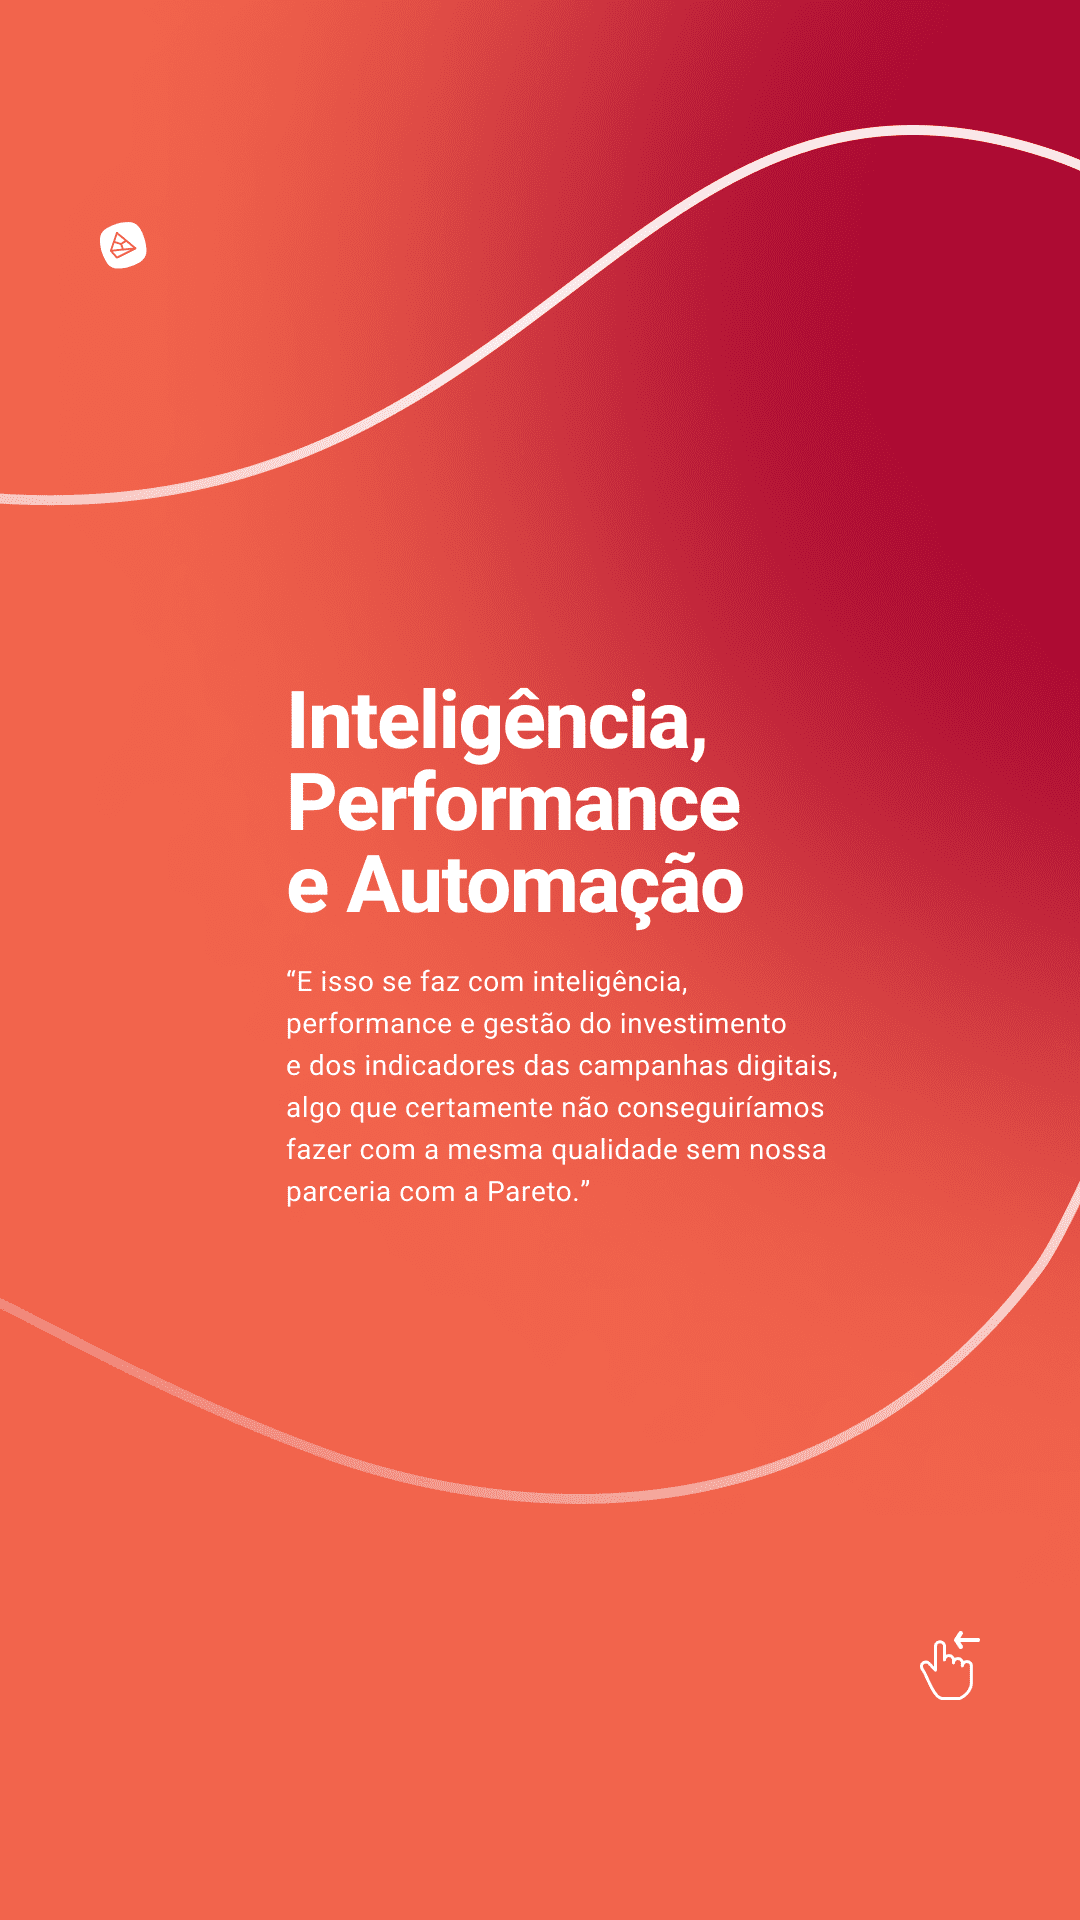 Inteligência,
Performance
e Automação
“E isso se faz com inteligência,
performance e gestão do investimento
e dos indicadores das campanhas digitais,
algo que certamente não conseguiríamos
fazer com a mesma qualidade sem nossa
parceria com a Pareto.”